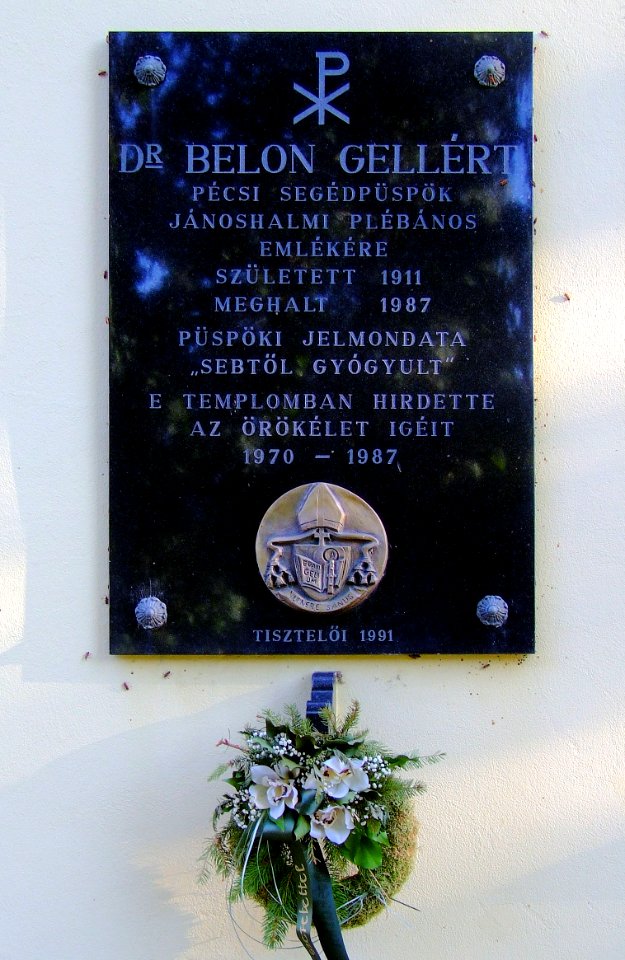 DR BELON GELLÉRT
PÉCSI SEGÉDPÜSPÖK
JÁNOSHALMI PLÉBÁNOS
EMLÉKÉRE
SZÜLETETT 1911
MEGHALT 1987
PÜSPÖKI JELMONDATA
„SEBTŐL GYÓGYULT”
E TEMPLOMBAN HIRDETTE
AZ ÖRÖKÉLET IGÉIT
1970 – 1987
TISZTELŐI 1991